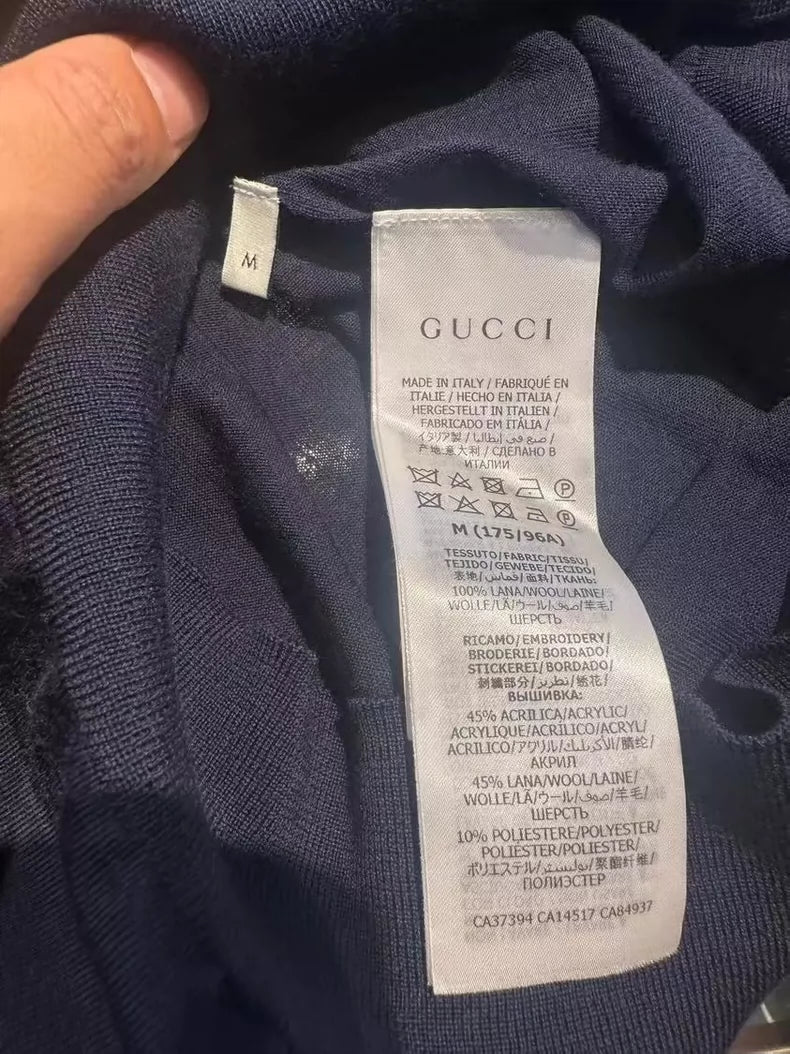 M
GUCCI
MADE IN ITALY / FABRIQUÉ EN
ITALIE / HECHO EN ITALIA /
HERGESTELLT IN ITALIEN /
FABRICADO EM ITÁLIA /
イタリア製 / صنع في إيطاليا /
产地:意大利 / СДЕЛАНО В
ИТАЛИИ
P
P
M (175/96A)
TESSUTO/FABRIC/TISSU/
TEJIDO/GEWEBE/TECIDO/
表地/قماش/面料/ТКАНЬ:
100% LANA/WOOL/LAINE/
WOLLE/LÃ/ウール/صوف/羊毛/
ШЕРСТЬ
RICAMO/EMBROIDERY/
BRODERIE/BORDADO/
STICKEREI/BORDADO/
刺繍部分/تطريز/绣花/
ВЫШИВКА:
45% ACRILICA/ACRYLIC/
ACRYLIQUE/ACRÍLICO/ACRYL/
ACRÍLICO/アクリル/الأكريليك/腈纶/
АКРИЛ
45% LANA/WOOL/LAINE/
WOLLE/LÃ/ウール/صوف/羊毛/
ШЕРСТЬ
10% POLIESTERE/POLYESTER/
POLIÉSTER/POLIESTER/
ポリエステル/بوليستر/聚酯纤维/
ПОЛИЭСТЕР
CA37394 CA14517 CA84937